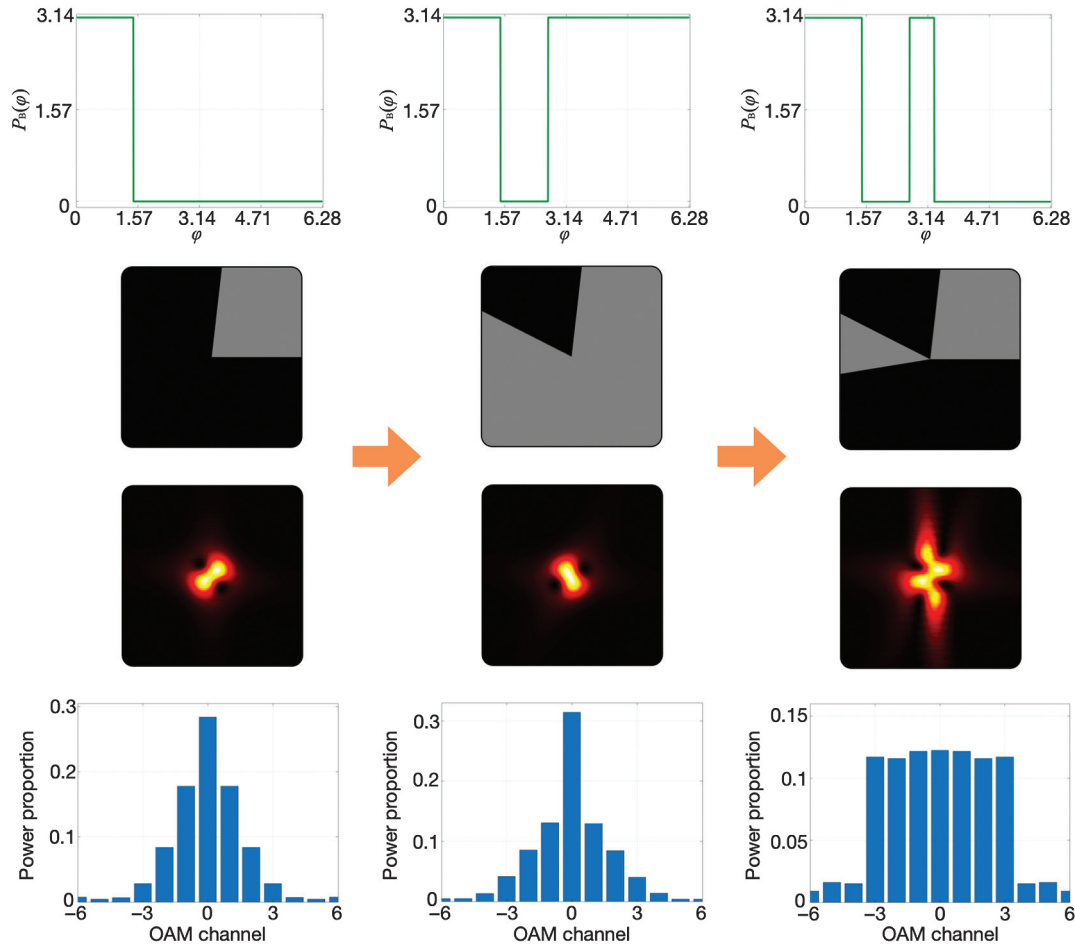 3.14
1.57
0
P_B(φ)
0 1.57 3.14 4.71 6.28
φ
3.14
1.57
0
P_B(φ)
0 1.57 3.14 4.71 6.28
φ
3.14
1.57
0
P_B(φ)
0 1.57 3.14 4.71 6.28
φ
0.3
0.2
0.1
0
Power proportion
−6 −3 0 3 6
OAM channel
0.3
0.2
0.1
0
Power proportion
−6 −3 0 3 6
OAM channel
0.15
0.1
0.05
0
Power proportion
−6 −3 0 3 6
OAM channel